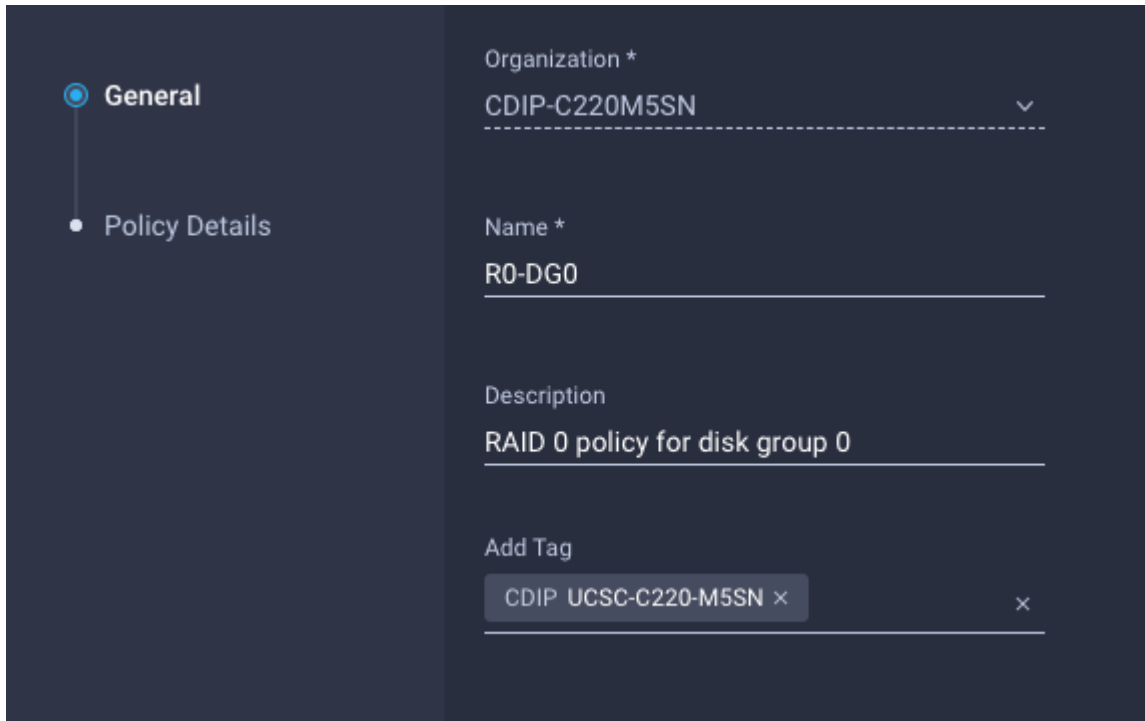 General
Policy Details
Organization *
CDIP-C220M5SN
Name *
R0-DG0
Description
RAID 0 policy for disk group 0
Add Tag
CDIP UCSC-C220-M5SN ×